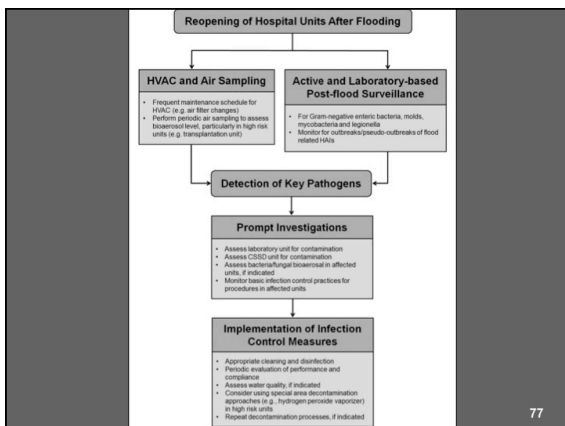 Reopening of Hospital Units After Flooding
HVAC and Air Sampling
• Frequent maintenance schedule for
HVAC (e.g. air filter changes)
• Perform periodic air sampling to assess
bioaerosol level, particularly in high risk
units (e.g. transplantation unit)
Active and Laboratory-based
Post-flood Surveillance
• For Gram-negative enteric bacteria, molds,
mycobacteria and legionella
• Monitor for outbreaks/pseudo-outbreaks of flood
related HAIs
Detection of Key Pathogens
Prompt Investigations
• Assess laboratory unit for contamination
• Assess CSSD unit for contamination
• Assess bacteria/fungal bioaerosal in affected
units, if indicated
• Monitor basic infection control practices for
procedures in affected units
Implementation of Infection
Control Measures
• Appropriate cleaning and disinfection
• Periodic evaluation of performance and
compliance
• Assess water quality, if indicated
• Consider using special area decontamination
approaches (e.g., hydrogen peroxide vaporizer)
in high risk units
• Repeat decontamination processes, if indicated
77